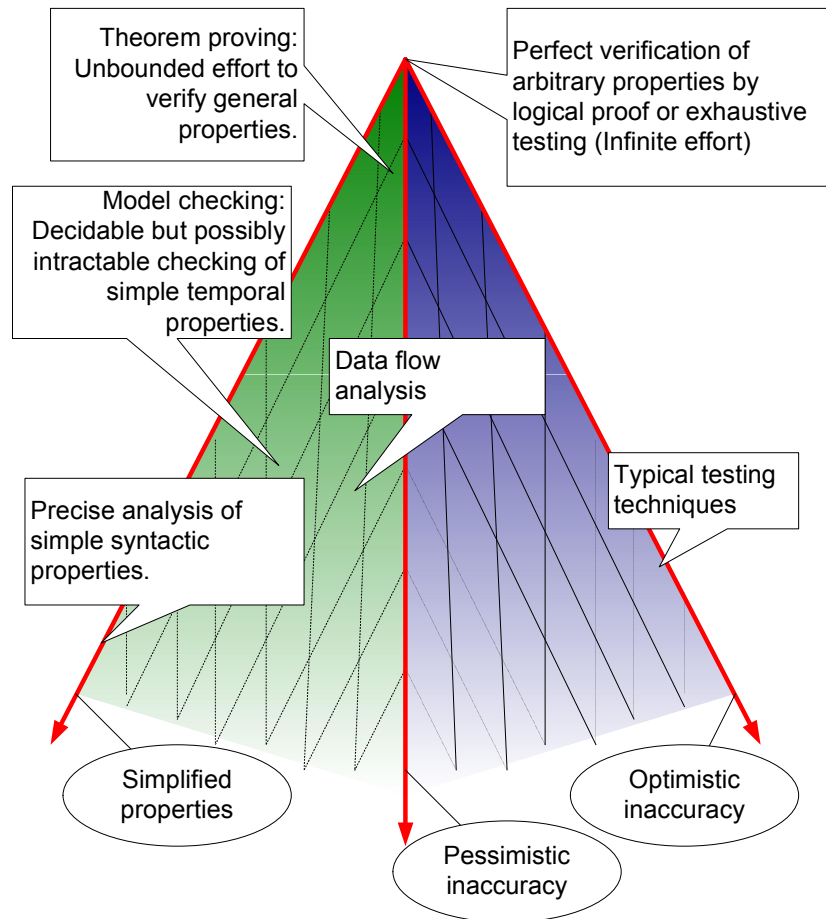 Theorem proving:
Unbounded effort to
verify general
properties.
Perfect verification of
arbitrary properties by
logical proof or exhaustive
testing (Infinite effort)
Model checking:
Decidable but possibly
intractable checking of
simple temporal
properties.
Data flow
analysis
Typical testing
techniques
Precise analysis of
simple syntactic
properties.
Simplified
properties
Optimistic
inaccuracy
Pessimistic
inaccuracy